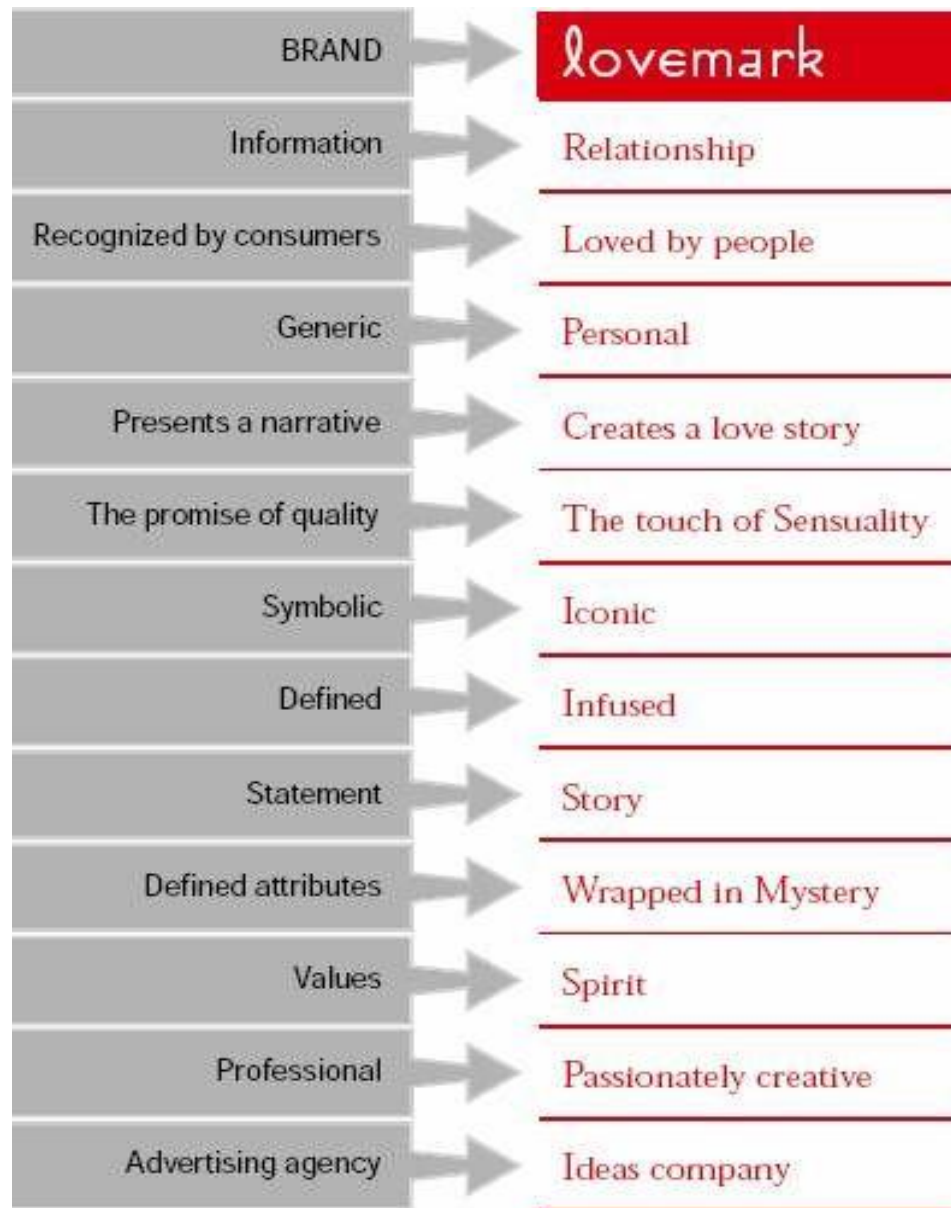 BRAND lovemark
Information Relationship
Recognized by consumers Loved by people
Generic Personal
Presents a narrative Creates a love story
The promise of quality The touch of Sensuality
Symbolic Iconic
Defined Infused
Statement Story
Defined attributes Wrapped in Mystery
Values Spirit
Professional Passionately creative
Advertising agency Ideas company